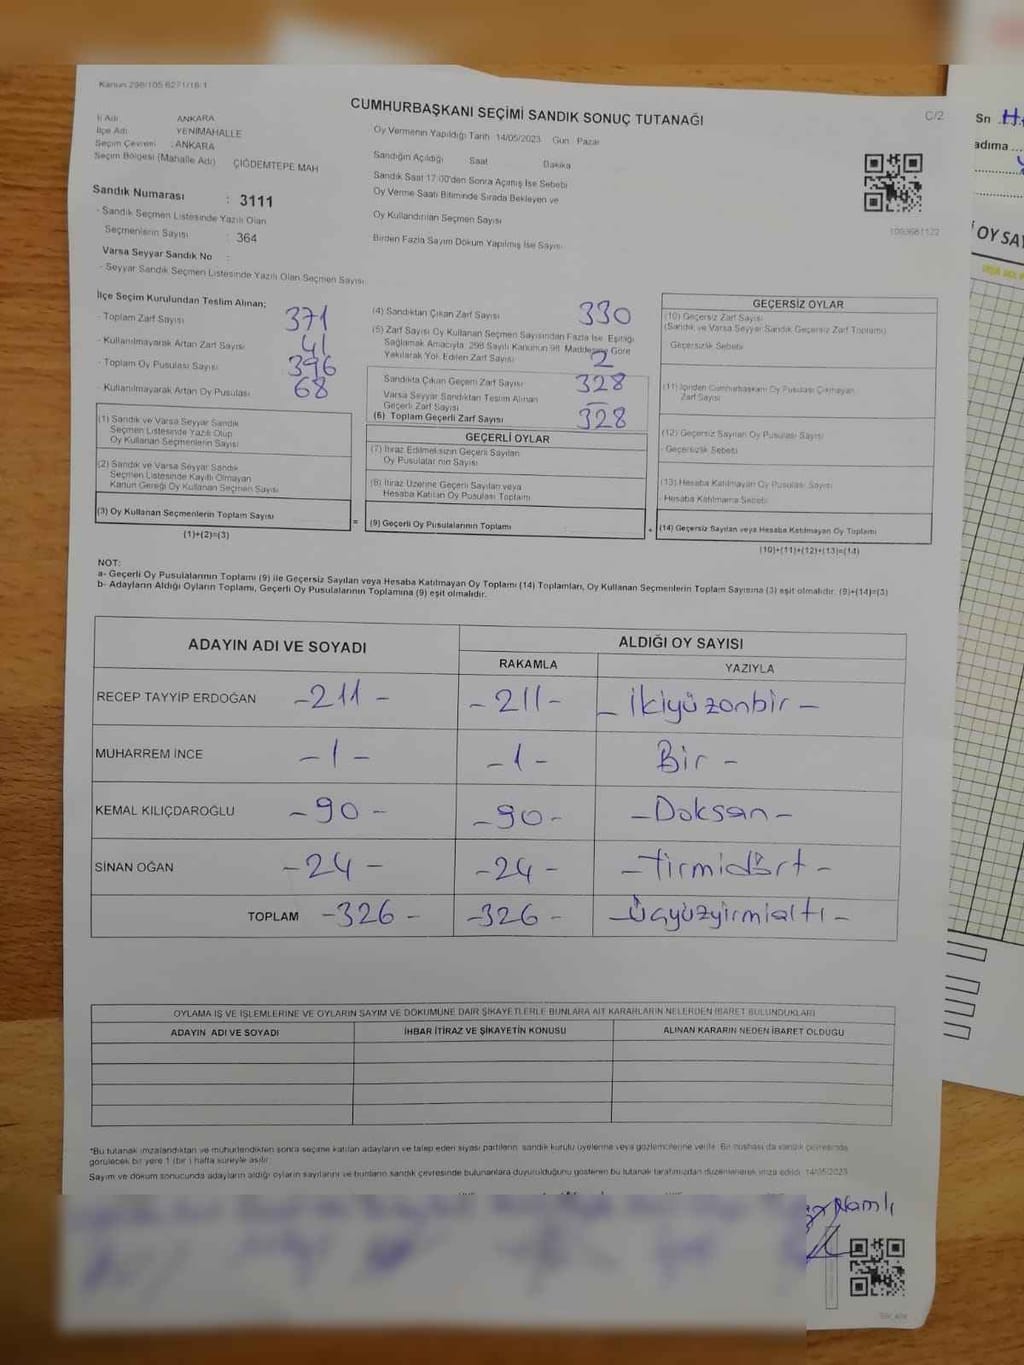 Kanun 298/105 6271/16-1
CUMHURBAŞKANI SEÇİMİ SANDIK SONUÇ TUTANAĞI
C/2
İl Adı ANKARA
İlçe Adı YENİMAHALLE
Seçim Çevresi : ANKARA
Seçim Bölgesi (Mahalle Adı) ÇİĞDEMTEPE MAH
Sandık Numarası : 3111
- Sandık Seçmen Listesinde Yazılı Olan
Seçmenlerin Sayısı : 364
Varsa Seyyar Sandık No :
- Seyyar Sandık Seçmen Listesinde Yazılı Olan Seçmen Sayısı
Oy Vermenin Yapıldığı Tarih 14/05/2023 Gün Pazar
Sandığın Açıldığı Saat Dakika
Sandık Saat 17:00'den Sonra Açılmış İse Sebebi
Oy Verme Saati Bitiminde Sırada Bekleyen ve
Oy Kullandırılan Seçmen Sayısı
Birden Fazla Sayım Döküm Yapılmış İse Sayısı
1093681122
İlçe Seçim Kurulundan Teslim Alınan;
- Toplam Zarf Sayısı 371
- Kullanılmayarak Artan Zarf Sayısı 41
- Toplam Oy Pusulası Sayısı 396
- Kullanılmayarak Artan Oy Pusulası 68
(1) Sandık ve Varsa Seyyar Sandık
Seçmen Listesinde Yazılı Olup
Oy Kullanan Seçmenlerin Sayısı
(2) Sandık ve Varsa Seyyar Sandık
Seçmen Listesinde Kayıtlı Olmayan
Kanun Gereği Oy Kullanan Seçmen Sayısı
(3) Oy Kullanan Seçmenlerin Toplam Sayısı
(1)+(2)=(3)
(4) Sandıktan Çıkan Zarf Sayısı 330
(5) Zarf Sayısı Oy Kullanan Seçmen Sayısından Fazla İse, Eşitliği
Sağlamak Amacıyla, 298 Sayılı Kanunun 98. Maddesine Göre
Yakılarak Yok Edilen Zarf Sayısı 2
Sandıkta Çıkan Geçerli Zarf Sayısı 328
Varsa Seyyar Sandıktan Teslim Alınan
Geçerli Zarf Sayısı —
(6) Toplam Geçerli Zarf Sayısı 328
GEÇERLİ OYLAR
(7) İtiraz Edilmeksizin Geçerli Sayılan
Oy Pusulalarının Sayısı
(8) İtiraz Üzerine Geçerli Sayılan veya
Hesaba Katılan Oy Pusulası Toplamı
= (9) Geçerli Oy Pusulalarının Toplamı
GEÇERSİZ OYLAR
(10) Geçersiz Zarf Sayısı
(Sandık ve Varsa Seyyar Sandık Geçersiz Zarf Toplamı)
- Geçersizlik Sebebi
(11) İçinden Cumhurbaşkanı Oy Pusulası Çıkmayan
Zarf Sayısı
(12) Geçersiz Sayılan Oy Pusulası Sayısı
- Geçersizlik Sebebi
(13) Hesaba Katılmayan Oy Pusulası Sayısı
- Hesaba Katılmama Sebebi
+ (14) Geçersiz Sayılan veya Hesaba Katılmayan Oy Toplamı
(10)+(11)+(12)+(13)=(14)
NOT:
a- Geçerli Oy Pusulalarının Toplamı (9) ile Geçersiz Sayılan veya Hesaba Katılmayan Oy Toplamı (14) Toplamları, Oy Kullanan Seçmenlerin Toplam Sayısına (3) eşit olmalıdır. (9)+(14)=(3)
b- Adayların Aldığı Oyların Toplamı, Geçerli Oy Pusulalarının Toplamına (9) eşit olmalıdır.
ADAYIN ADI VE SOYADI ALDIĞI OY SAYISI
RAKAMLA YAZIYLA
RECEP TAYYİP ERDOĞAN -211- -211- -İkiyüzonbir-
MUHARREM İNCE -1- -1- Bir-
KEMAL KILIÇDAROĞLU -90- -90- -Doksan-
SİNAN OĞAN -24- -24- -Yirmidört-
TOPLAM -326- -326- -Üçyüzyirmialtı-
OYLAMA İŞ VE İŞLEMLERİNE VE OYLARIN SAYIM VE DÖKÜMÜNE DAİR ŞİKAYETLERLE BUNLARA AİT KARARLARIN NELERDEN İBARET BULUNDUKLARI
ADAYIN ADI VE SOYADI İHBAR İTİRAZ VE ŞİKAYETİN KONUSU ALINAN KARARIN NEDEN İBARET OLDUĞU
*Bu tutanak imzalandıktan ve mühürlendikten sonra seçime katılan adayların ve talep eden siyasi partilerin sandık kurulu üyelerine veya gözlemcilerine verilir. Bir nüshası da sandık çevresinde
görülecek bir yere 1 (bir) hafta süreyle asılır.
Sayım ve döküm sonucunda adayların aldığı oyların sayılarını ve bunların sandık çevresinde bulunanlara duyurulduğunu gösteren bu tutanak tarafımızdan düzenlenerek imza edildi. 14/05/2023
Namlı
Sn
adıma
OY SA